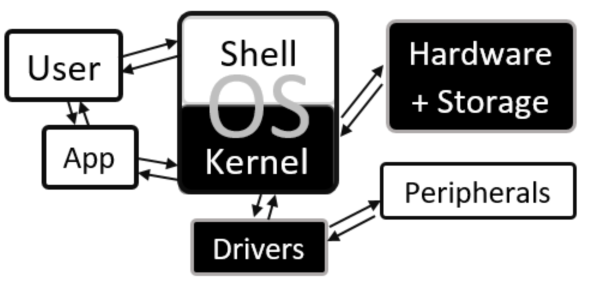 User
Shell
OS
Kernel
Hardware
+ Storage
App
Peripherals
Drivers